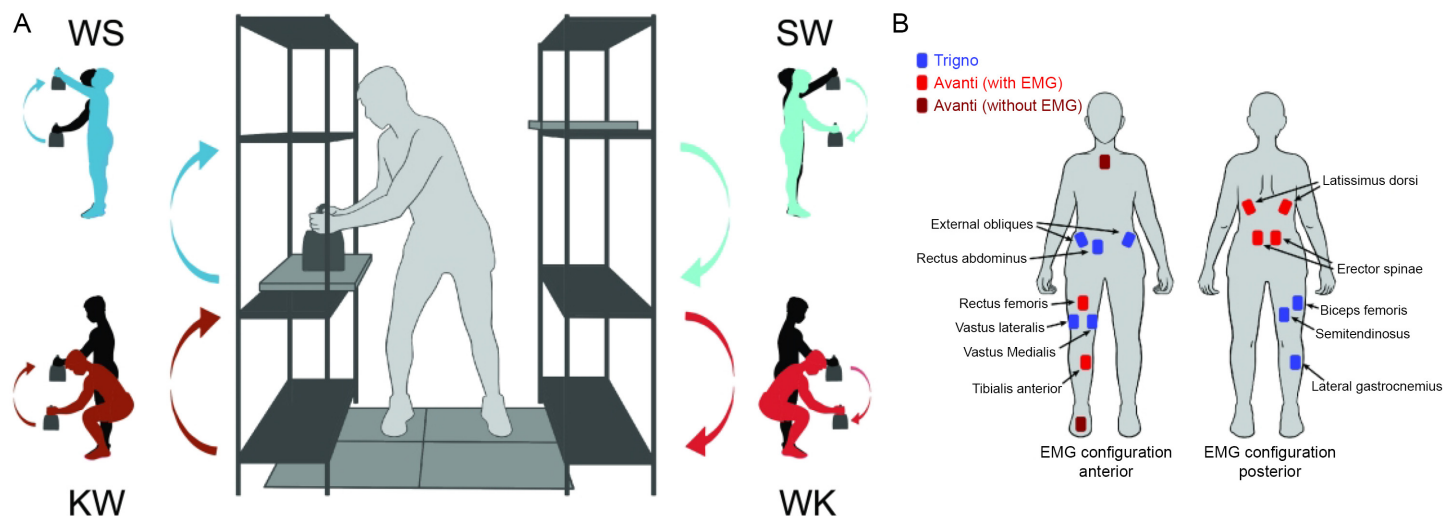 A
WS
SW
KW
WK
B
Trigno
Avanti (with EMG)
Avanti (without EMG)
External obliques
Rectus abdominus
Rectus femoris
Vastus lateralis
Vastus Medialis
Tibialis anterior
EMG configuration
anterior
Latissimus dorsi
Erector spinae
Biceps femoris
Semitendinosus
Lateral gastrocnemius
EMG configuration
posterior